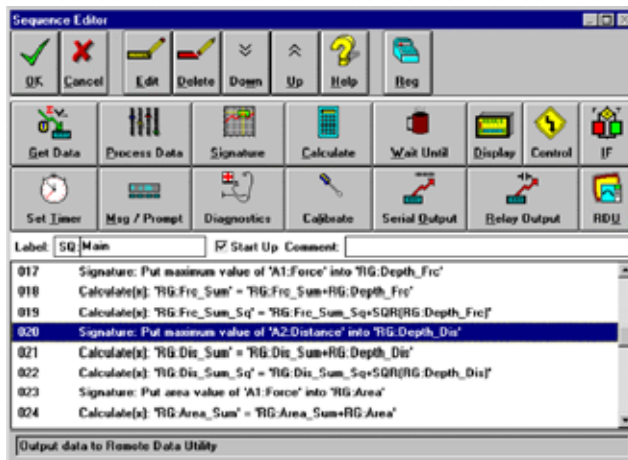 Sequence Editor
OK Cancel Edit Delete Down Up Help Reg
Get Data Process Data Signature Calculate Wait Until Display Control IF
Set Timer Msg / Prompt Diagnostics Calibrate Serial Output Relay Output RDU
Label: SQ: Main Start Up Comment:
017 Signature: Put maximum value of 'A1:Force' into 'RG:Depth_Frc'
018 Calculate(x): 'RG:Frc_Sum' = 'RG:Frc_Sum+RG:Depth_Frc'
019 Calculate(x): 'RG:Frc_Sum_Sq' = 'RG:Frc_Sum_Sq+SQR(RG:Depth_Frc)'
020 Signature: Put maximum value of 'A2:Distance' into 'RG:Depth_Dis'
021 Calculate(x): 'RG:Dis_Sum' = 'RG:Dis_Sum+RG:Depth_Dis'
022 Calculate(x): 'RG:Dis_Sum_Sq' = 'RG:Dis_Sum_Sq+SQR(RG:Depth_Dis)'
023 Signature: Put area value of 'A1:Force' into 'RG:Area'
024 Calculate(x): 'RG:Area_Sum' = 'RG:Area_Sum+RG:Area'
Output data to Remote Data Utility